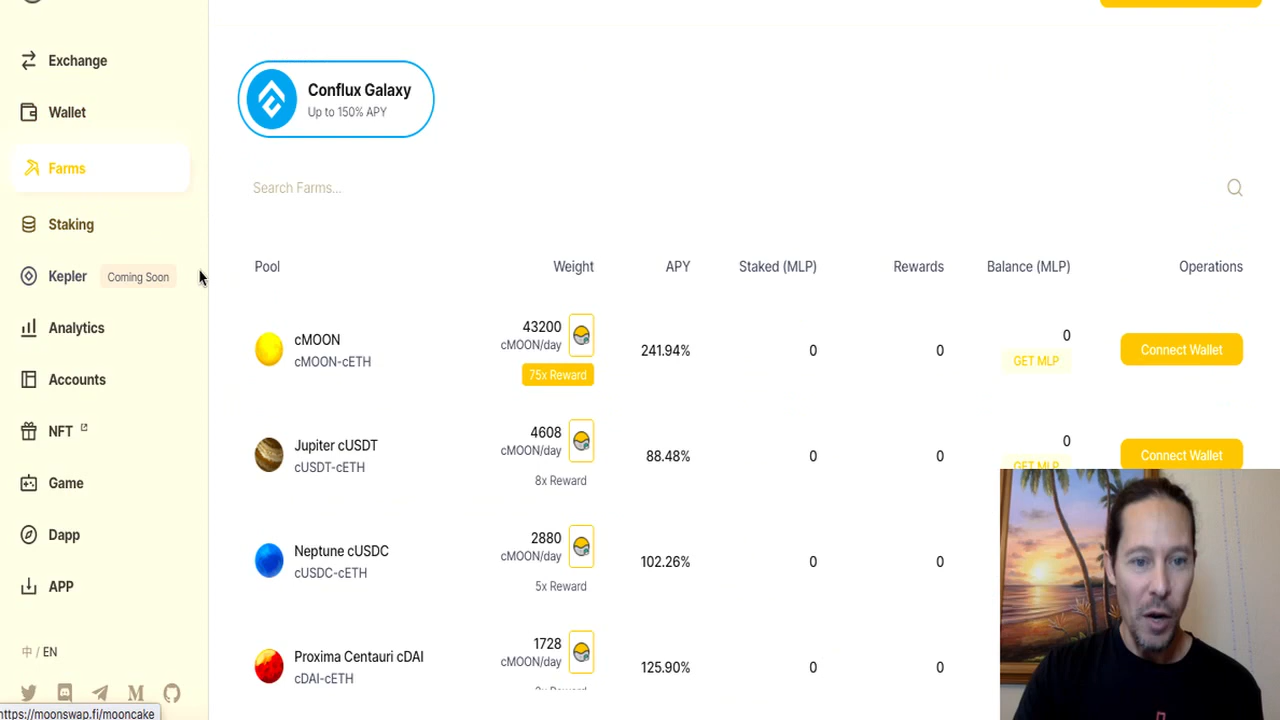 Exchange
Wallet
Farms
Staking
Kepler Coming Soon
Analytics
Accounts
NFT
Game
Dapp
APP
中 / EN
https://moonswap.fi/mooncake
Conflux Galaxy
Up to 150% APY
Search Farms...
Pool Weight APY Staked (MLP) Rewards Balance (MLP) Operations
cMOON
cMOON-cETH
43200
cMOON/day
75x Reward
241.94%
0
0
0
GET MLP
Connect Wallet
Jupiter cUSDT
cUSDT-cETH
4608
cMOON/day
8x Reward
88.48%
0
0
0
GET MLP
Connect Wallet
Neptune cUSDC
cUSDC-cETH
2880
cMOON/day
5x Reward
102.26%
0
0
Proxima Centauri cDAI
cDAI-cETH
1728
cMOON/day
125.90%
0
0